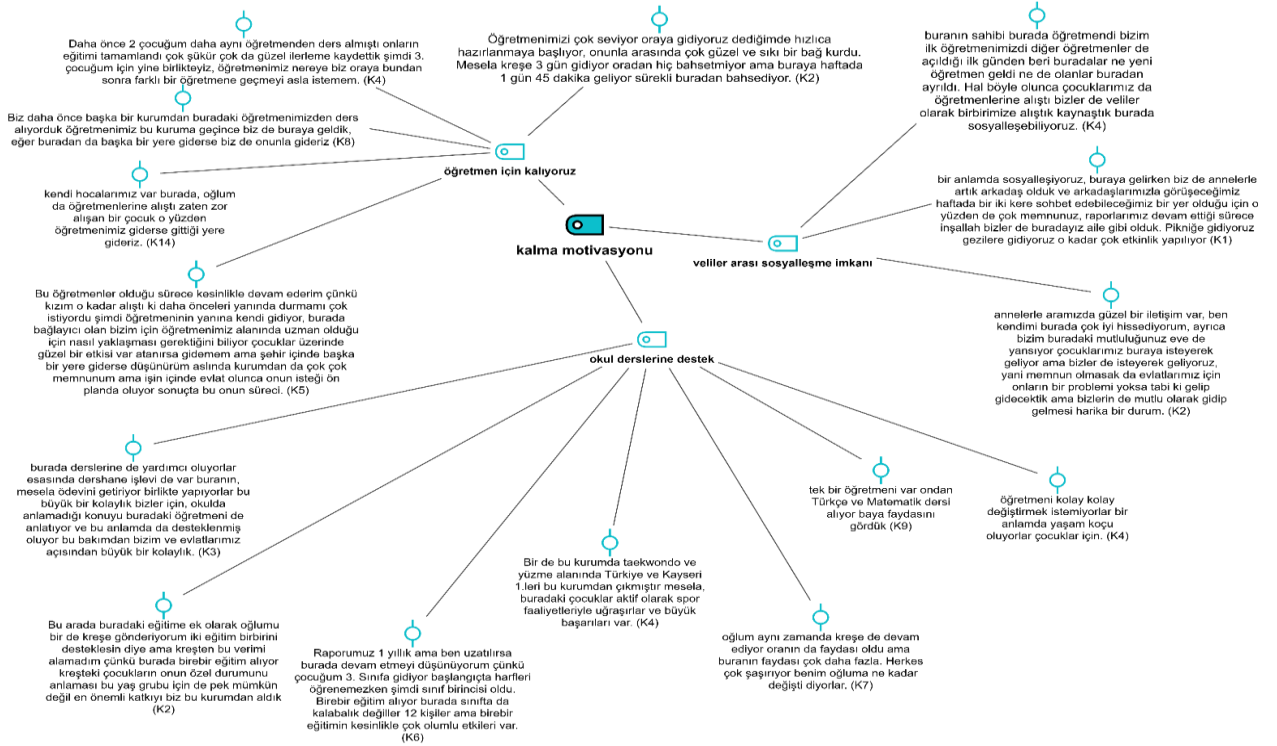 Daha önce 2 çocuğum daha aynı öğretmenden ders almıştı onların
eğitimi tamamlandı çok şükür çok da güzel ilerleme kaydettik şimdi 3.
çocuğum için yine birlikteyiz, öğretmenimiz nereye biz oraya bundan
sonra farklı bir öğretmene geçmeyi asla istemem. (K4)
Öğretmenimizi çok seviyor oraya gidiyoruz dediğimde hızlıca
hazırlanmaya başlıyor, onunla arasında çok güzel ve sıkı bir bağ kurdu.
Mesela kreşe 3 gün gidiyor oradan hiç bahsetmiyor ama buraya haftada
1 gün 45 dakika geliyor sürekli buradan bahsediyor. (K2)
buranın sahibi burada öğretmendi bizim
ilk öğretmenimizdi diğer öğretmenler de
açıldığı ilk günden beri buradalar ne yeni
öğretmen geldi ne de olanlar buradan
ayrıldı. Hal böyle olunca çocuklarımız da
öğretmenlerine alıştı bizler de veliler
olarak birbirimize alıştık kaynaştık burada
sosyalleşebiliyoruz. (K4)
Biz daha önce başka bir kurumdan buradaki öğretmenimizden ders
alıyorduk öğretmenimiz bu kuruma geçince biz de buraya geldik,
eğer buradan da başka bir yere giderse biz de onunla gideriz (K8)
öğretmen için kalıyoruz
kendi hocalarımız var burada, oğlum
da öğretmenlerine alıştı zaten zor
alışan bir çocuk o yüzden
öğretmenimiz giderse gittiği yere
gideriz. (K14)
bir anlamda sosyalleşiyoruz, buraya gelirken biz de annelerle
artık arkadaş olduk ve arkadaşlarımızla görüşeceğimiz
haftada bir iki kere sohbet edebileceğimiz bir yer olduğu için o
yüzden de çok memnunuz, raporlarımız devam ettiği sürece
inşallah bizler de buradayız aile gibi olduk. Pikniğe gidiyoruz
gezilere gidiyoruz o kadar çok etkinlik yapılıyor (K1)
kalma motivasyonu
veliler arası sosyalleşme imkanı
Bu öğretmenler olduğu sürece kesinlikle devam ederim çünkü
kızım o kadar alıştı ki daha önceleri yanında durmamı çok
istiyordu şimdi öğretmeninin yanına kendi gidiyor, burada
bağlayıcı olan bizim için öğretmenimiz alanında uzman olduğu
için nasıl yaklaşması gerektiğini biliyor çocuklar üzerinde
güzel bir etkisi var atanırsa gidemem ama şehir içinde başka
bir yere giderse düşünürüm aslında kurumdan da çok çok
memnunum ama işin içinde evlat olunca onun isteği ön
planda oluyor sonuçta bu onun süreci. (K5)
annelerle aramızda güzel bir iletişim var, ben
kendimi burada çok iyi hissediyorum, ayrıca
bizim buradaki mutluluğunuz eve de
yansıyor çocuklarımız buraya isteyerek
geliyor ama bizler de isteyerek geliyoruz,
yani memnun olmasak da evlatlarımız için
onların bir problemi yoksa tabi ki gelip
gidecektik ama bizlerin de mutlu olarak gidip
gelmesi harika bir durum. (K2)
okul derslerine destek
burada derslerine de yardımcı oluyorlar
esasında dershane işlevi de var buranın,
mesela ödevini getiriyor birlikte yapıyorlar bu
büyük bir kolaylık bizler için, okulda
anlamadığı konuyu buradaki öğretmeni de
anlatıyor ve bu anlamda da desteklenmiş
oluyor bu bakımdan bizim ve evlatlarımız
açısından büyük bir kolaylık. (K3)
tek bir öğretmeni var ondan
Türkçe ve Matematik dersi
alıyor baya faydasını
gördük (K9)
öğretmeni kolay kolay
değiştirmek istemiyorlar bir
anlamda yaşam koçu
oluyorlar çocuklar için. (K4)
Bir de bu kurumda taekwondo ve
yüzme alanında Türkiye ve Kayseri
1.leri bu kurumdan çıkmıştır mesela,
buradaki çocuklar aktif olarak spor
faaliyetleriyle uğraşırlar ve büyük
başarıları var. (K4)
Bu arada buradaki eğitime ek olarak oğlumu
bir de kreşe gönderiyorum iki eğitim birbirini
desteklesin diye ama kreşten bu verimi
alamadım çünkü burada birebir eğitim alıyor
kreşteki çocukların onun özel durumunu
anlaması bu yaş grubu için de pek mümkün
değil en önemli katkıyı biz bu kurumdan aldık
(K2)
Raporumuz 1 yıllık ama ben uzatılırsa
burada devam etmeyi düşünüyorum çünkü
çocuğum 3. Sınıfa gidiyor başlangıçta harfleri
öğrenemezken şimdi sınıf birincisi oldu.
Birebir eğitim alıyor burada sınıfta da
kalabalık değiller 12 kişiler ama birebir
eğitimin kesinlikle çok olumlu etkileri var.
(K6)
oğlum aynı zamanda kreşe de devam
ediyor oranın da faydası oldu ama
buranın faydası çok daha fazla. Herkes
çok şaşırıyor benim oğluma ne kadar
değişti diyorlar. (K7)